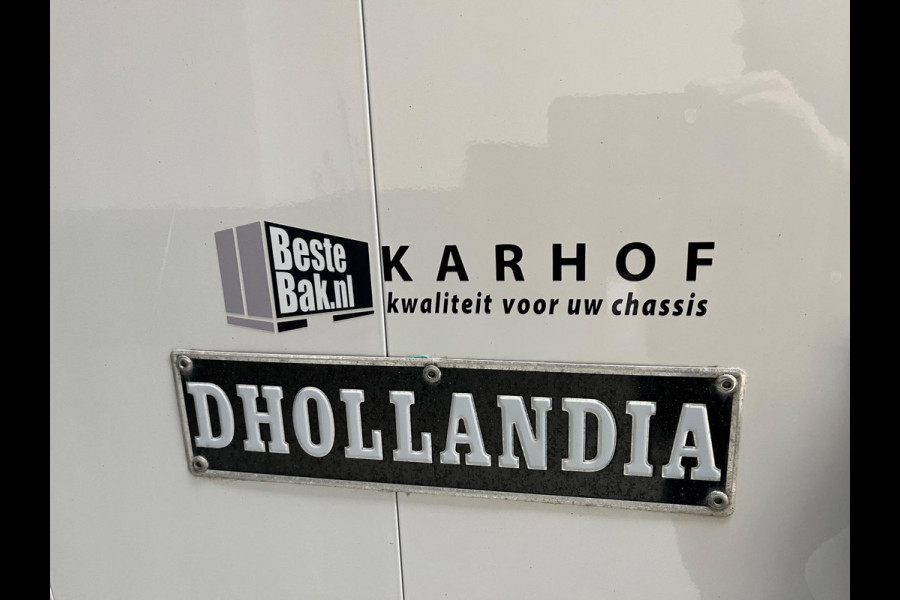 Beste
Bak.nl
KARHOF
kwaliteit voor uw chassis
DHOLLANDIA